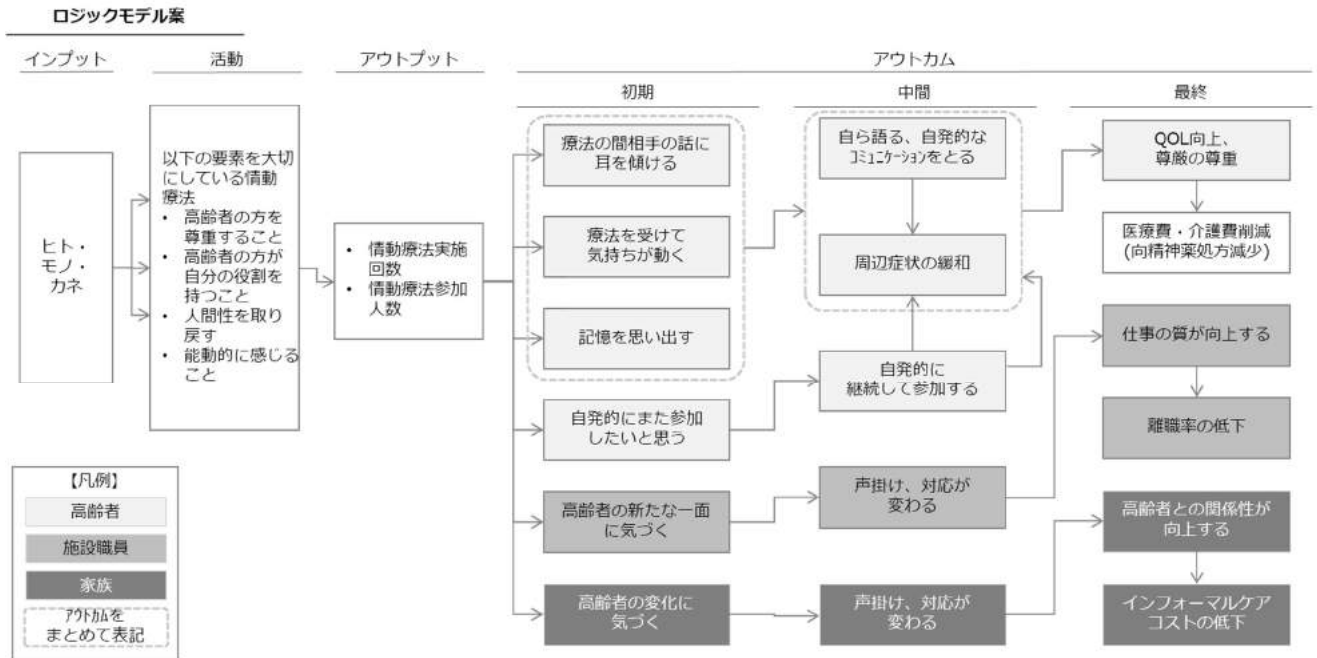 ロジックモデル案
インプット
活動
アウトプット
アウトカム
初期
中間
最終
ヒト・
モノ・
カネ
以下の要素を大切
にしている情動
療法
• 高齢者の方を
尊重すること
• 高齢者の方が
自分の役割を
持つこと
• 人間性を取り
戻す
• 能動的に感じる
こと
• 情動療法実施
回数
• 情動療法参加
人数
療法の間相手の話に
耳を傾ける
療法を受けて
気持ちが動く
記憶を思い出す
自発的にまた参加
したいと思う
高齢者の新たな一面
に気づく
高齢者の変化に
気づく
自ら語る、自発的な
ｺﾐｭﾆｹｰｼｮﾝをとる
周辺症状の緩和
自発的に
継続して参加する
声掛け、対応が
変わる
声掛け、対応が
変わる
QOL向上、
尊厳の尊重
医療費・介護費削減
(向精神薬処方減少)
仕事の質が向上する
離職率の低下
高齢者との関係性が
向上する
インフォーマルケア
コストの低下
【凡例】
高齢者
施設職員
家族
ｱｳﾄｶﾑを
まとめて表記